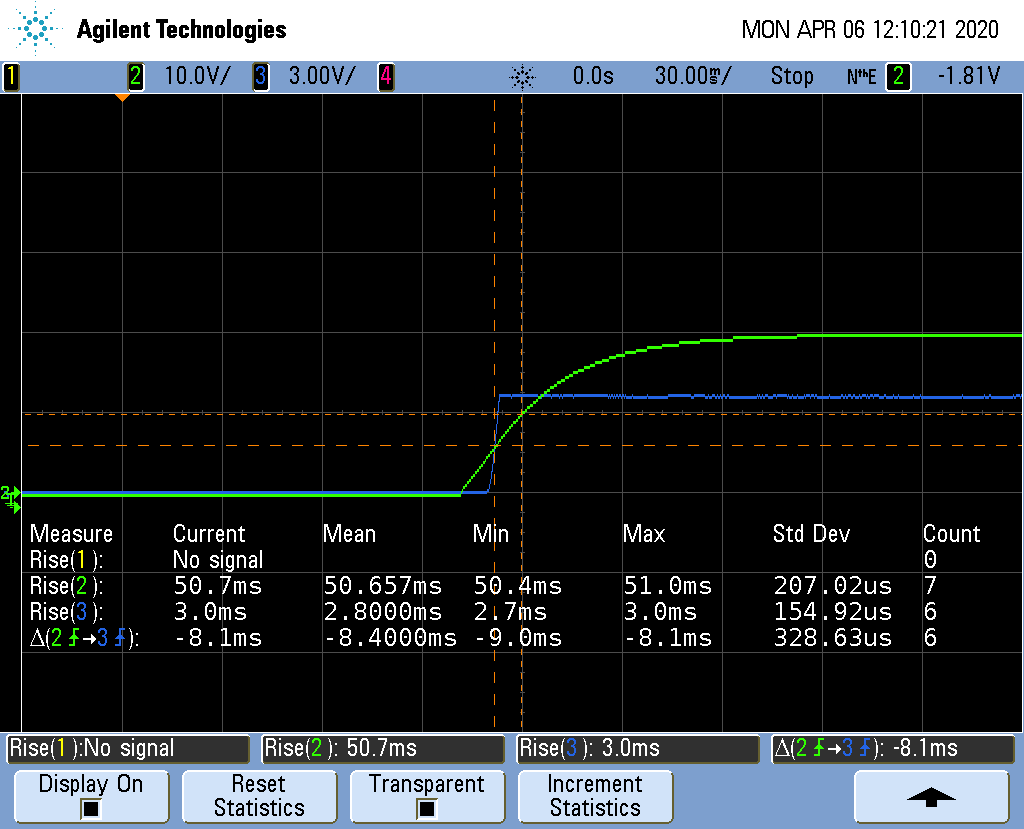 Agilent Technologies MON APR 06 12:10:21 2020
1 2 10.0V/ 3 3.00V/ 4 0.0s 30.00ms/ Stop NthE 2 -1.81V
2
Measure Current Mean Min Max Std Dev Count
Rise(1): No signal 0
Rise(2): 50.7ms 50.657ms 50.4ms 51.0ms 207.02us 7
Rise(3): 3.0ms 2.8000ms 2.7ms 3.0ms 154.92us 6
Δ(2→3): -8.1ms -8.4000ms -9.0ms -8.1ms 328.63us 6
Rise(1):No signal Rise(2): 50.7ms Rise(3): 3.0ms Δ(2→3): -8.1ms
Display On Reset Statistics Transparent Increment Statistics